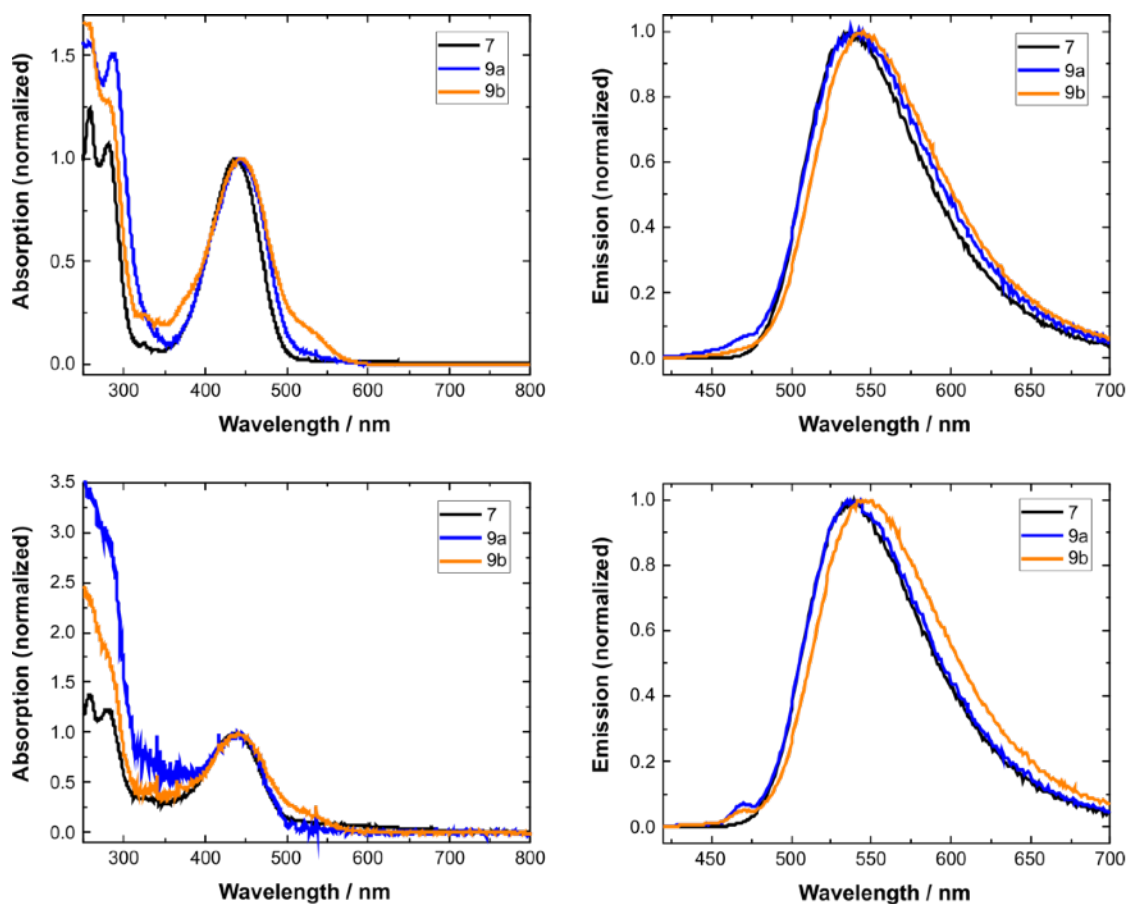 Absorption (normalized)
1.5
1.0
0.5
0.0
7
9a
9b
300 400 500 600 700 800
Wavelength / nm
Emission (normalized)
1.0
0.8
0.6
0.4
0.2
0.0
7
9a
9b
450 500 550 600 650 700
Wavelength / nm
Absorption (normalized)
3.5
3.0
2.5
2.0
1.5
1.0
0.5
0.0
7
9a
9b
300 400 500 600 700 800
Wavelength / nm
Emission (normalized)
1.0
0.8
0.6
0.4
0.2
0.0
7
9a
9b
450 500 550 600 650 700
Wavelength / nm